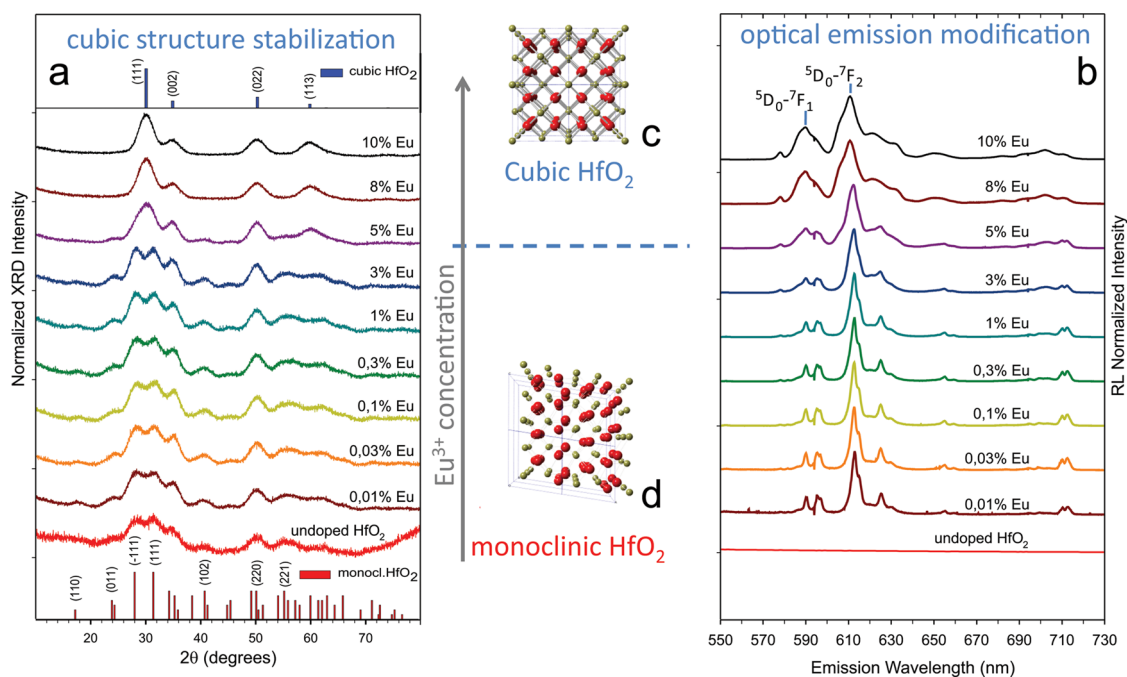 cubic structure stabilization
a
cubic HfO₂
(111)
(002)
(022)
(113)
10% Eu
8% Eu
5% Eu
3% Eu
1% Eu
0,3% Eu
0,1% Eu
0,03% Eu
0,01% Eu
undoped HfO₂
monocl.HfO₂
(110)
(011)
(-111)
(111)
(102)
(220)
(221)
Normalized XRD Intensity
20 30 40 50 60 70
2θ (degrees)
c
Cubic HfO₂
Eu³⁺ concentration
d
monoclinic HfO₂
optical emission modification
b
⁵D₀-⁷F₂
⁵D₀-⁷F₁
10% Eu
8% Eu
5% Eu
3% Eu
1% Eu
0,3% Eu
0,1% Eu
0,03% Eu
0,01% Eu
undoped HfO₂
RL Normalized Intensity
550 570 590 610 630 650 670 690 710 730
Emission Wavelength (nm)